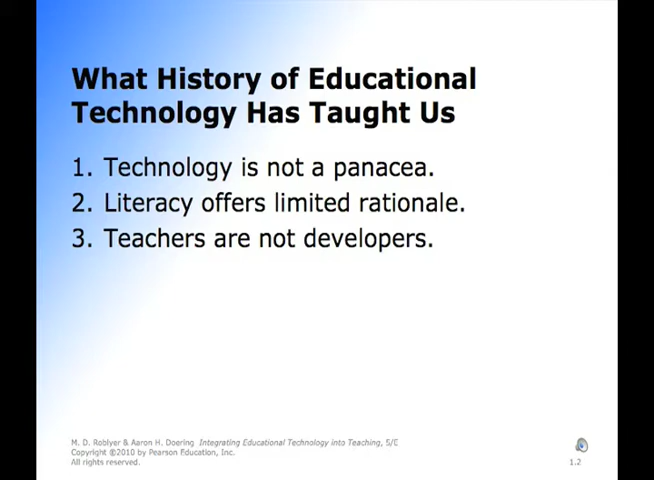 What History of Educational
Technology Has Taught Us
1. Technology is not a panacea.
2. Literacy offers limited rationale.
3. Teachers are not developers.
M. D. Roblyer & Aaron H. Doering Integrating Educational Technology into Teaching, 5/E
Copyright ©2010 by Pearson Education, Inc.
All rights reserved.
1.2